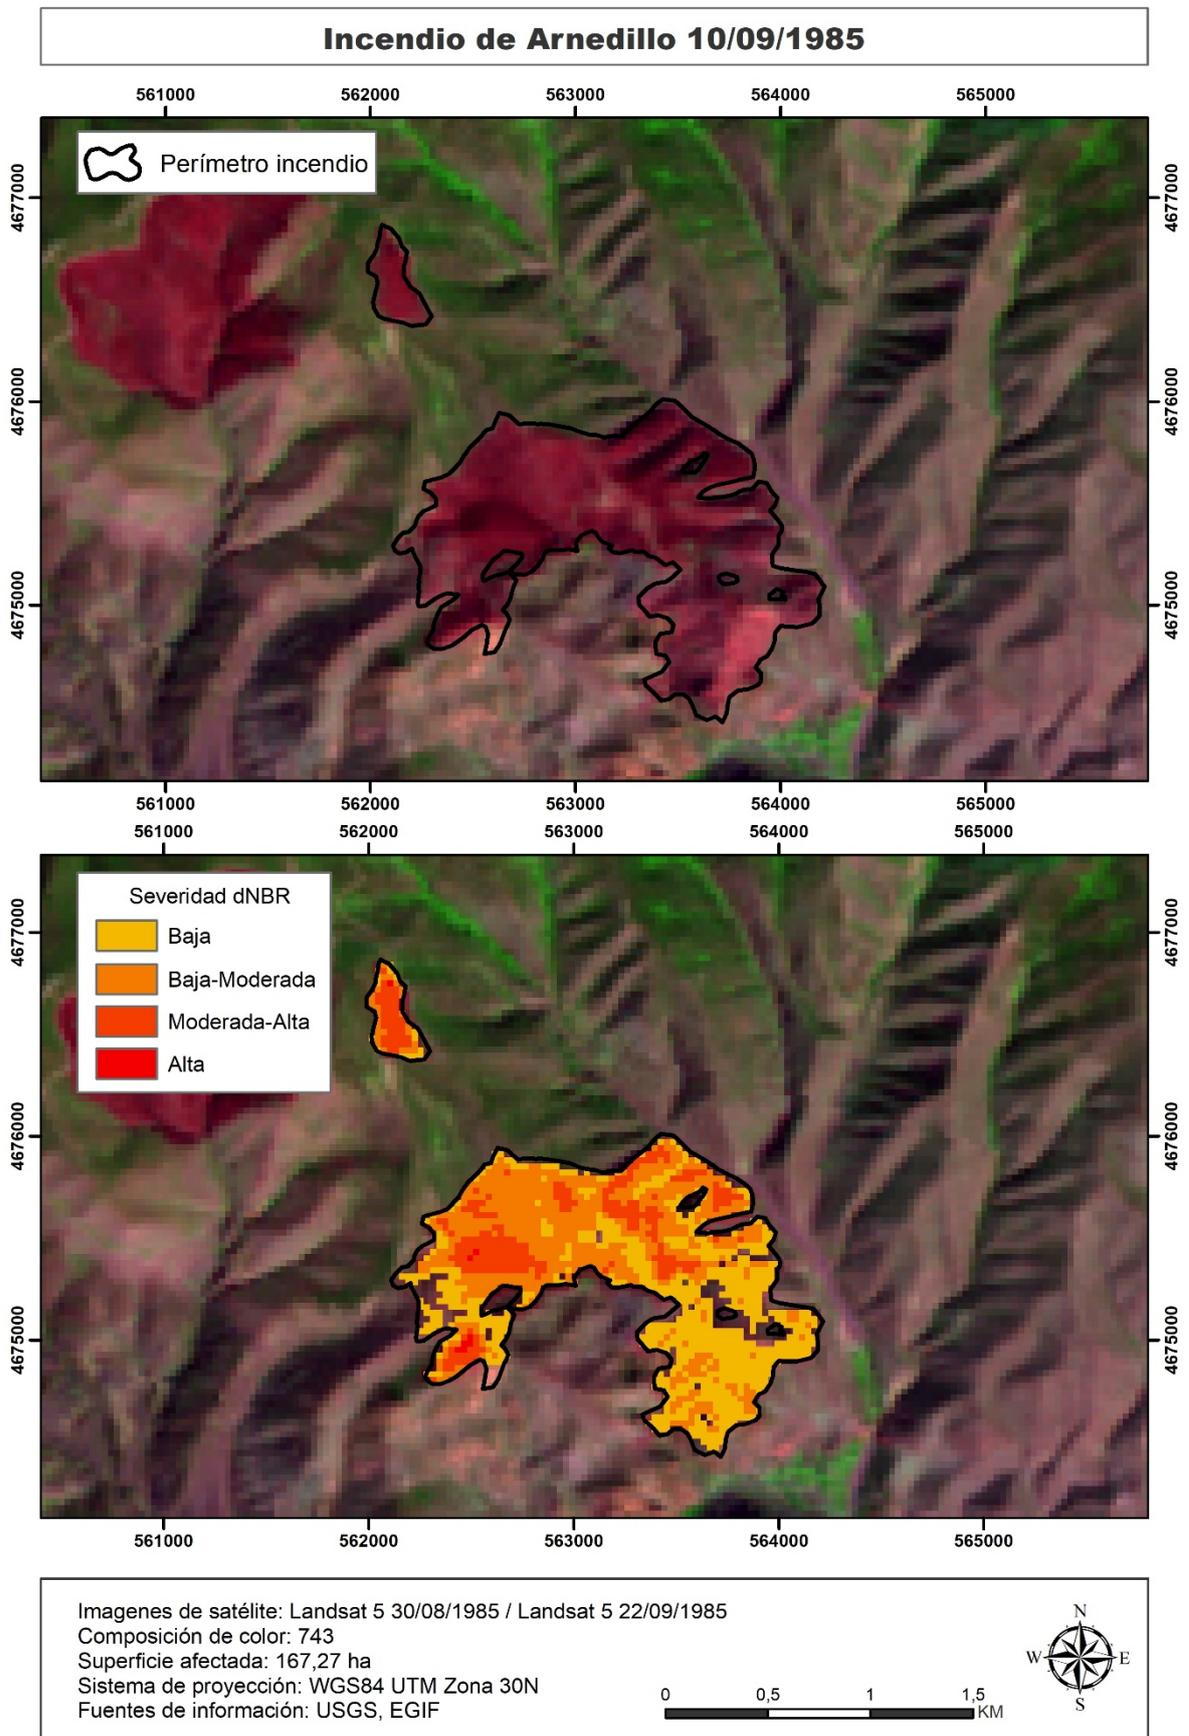 Incendio de Arnedillo 10/09/1985
561000 562000 563000 564000 565000
Perímetro incendio
4677000 4677000
4676000 4676000
4675000 4675000
561000 562000 563000 564000 565000
561000 562000 563000 564000 565000
Severidad dNBR
Baja
Baja-Moderada
Moderada-Alta
Alta
4677000 4677000
4676000 4676000
4675000 4675000
561000 562000 563000 564000 565000
Imagenes de satélite: Landsat 5 30/08/1985 / Landsat 5 22/09/1985
Composición de color: 743
Superficie afectada: 167,27 ha
Sistema de proyección: WGS84 UTM Zona 30N
Fuentes de información: USGS, EGIF
0 0,5 1 1,5
KM
N
W E
S